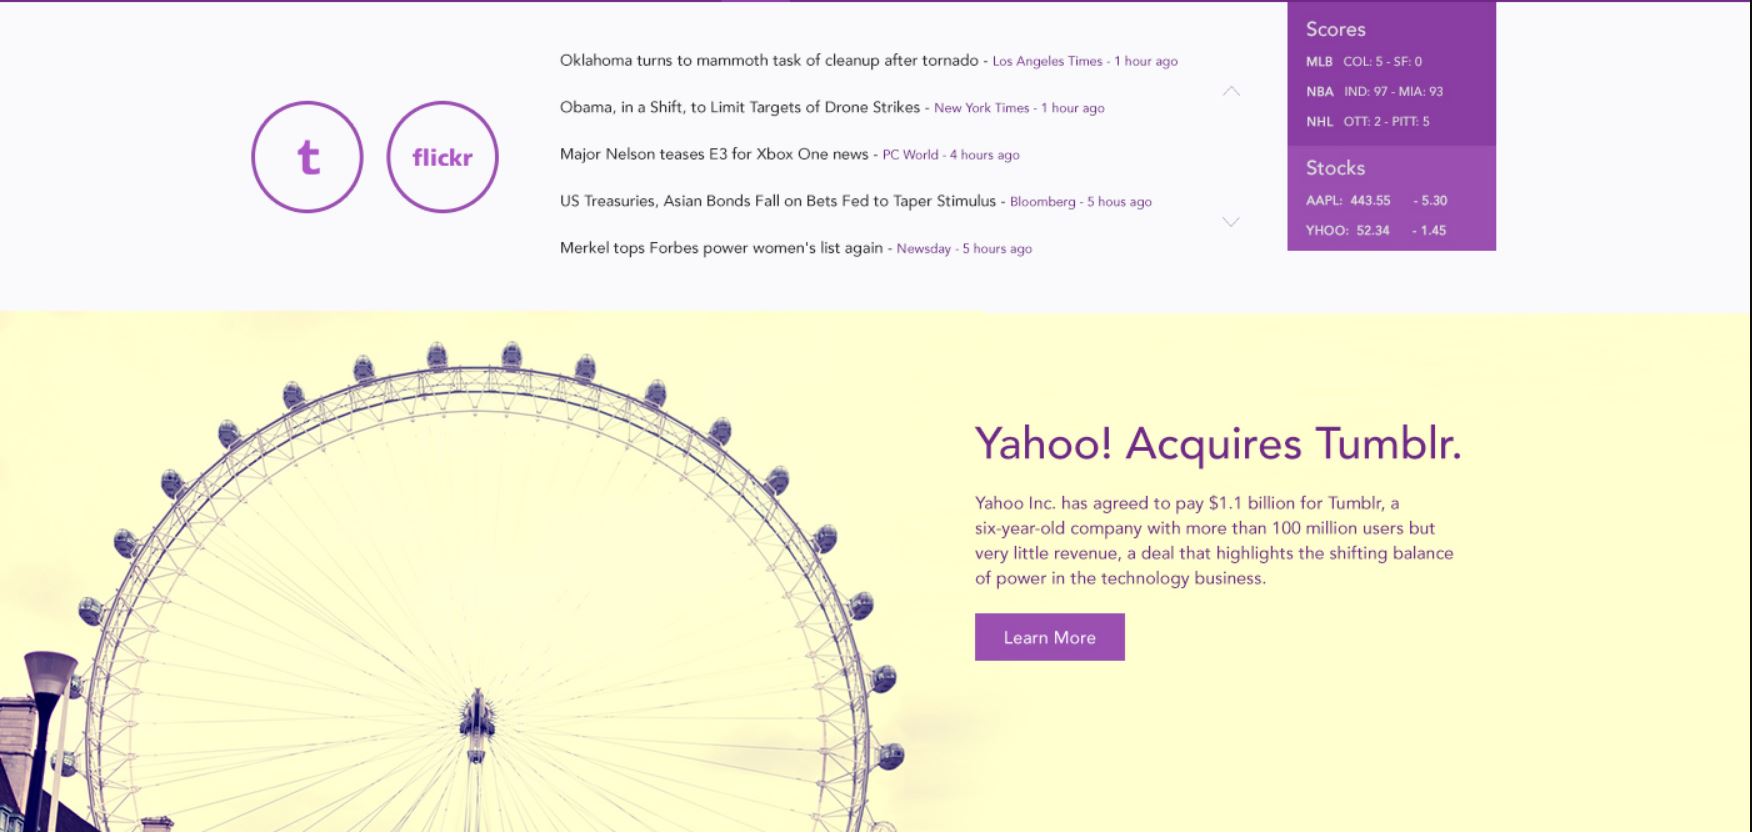 t
flickr
Oklahoma turns to mammoth task of cleanup after tornado - Los Angeles Times - 1 hour ago
Obama, in a Shift, to Limit Targets of Drone Strikes - New York Times - 1 hour ago
Major Nelson teases E3 for Xbox One news - PC World - 4 hours ago
US Treasuries, Asian Bonds Fall on Bets Fed to Taper Stimulus - Bloomberg - 5 hous ago
Merkel tops Forbes power women's list again - Newsday - 5 hours ago
Scores
MLB COL: 5 - SF: 0
NBA IND: 97 - MIA: 93
NHL OTT: 2 - PITT: 5
Stocks
AAPL: 443.55 - 5.30
YHOO: 52.34 - 1.45
Yahoo! Acquires Tumblr.
Yahoo Inc. has agreed to pay $1.1 billion for Tumblr, a
six-year-old company with more than 100 million users but
very little revenue, a deal that highlights the shifting balance
of power in the technology business.
Learn More